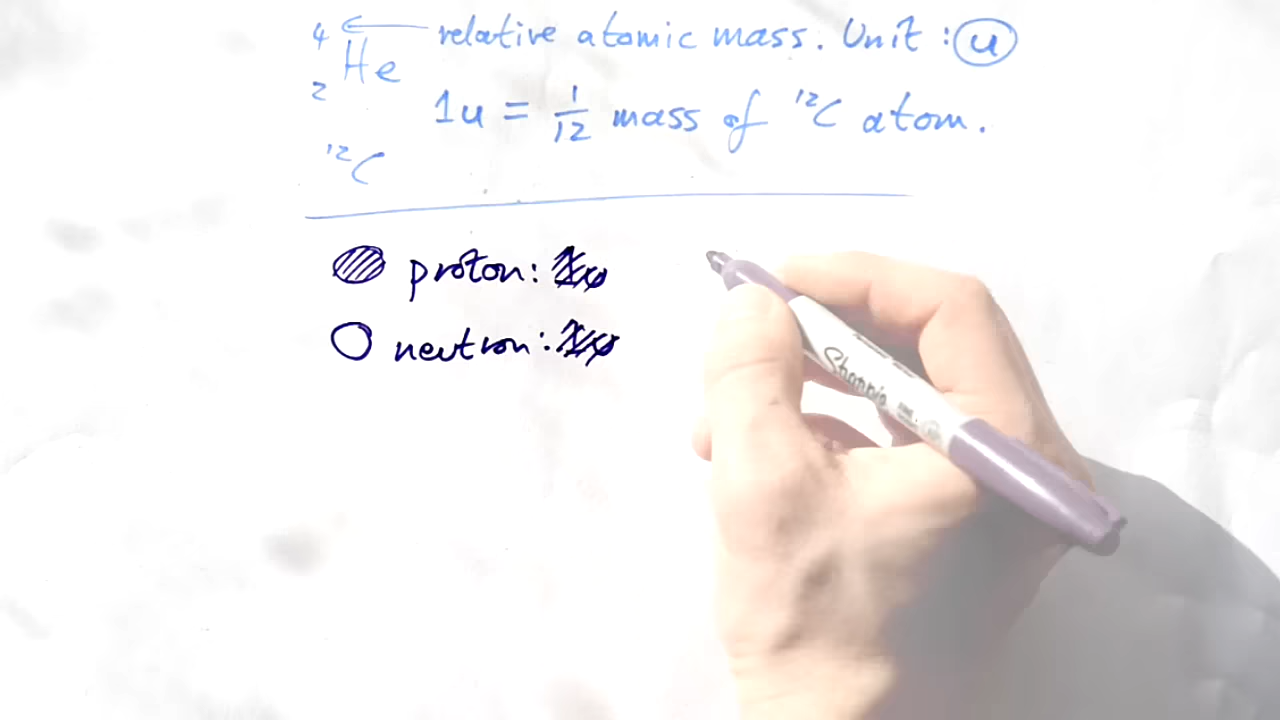 4
He ← relative atomic mass. Unit: u
2
1u = 1/12 mass of ¹²C atom.
¹²C
proton:
neutron:
Sharpie